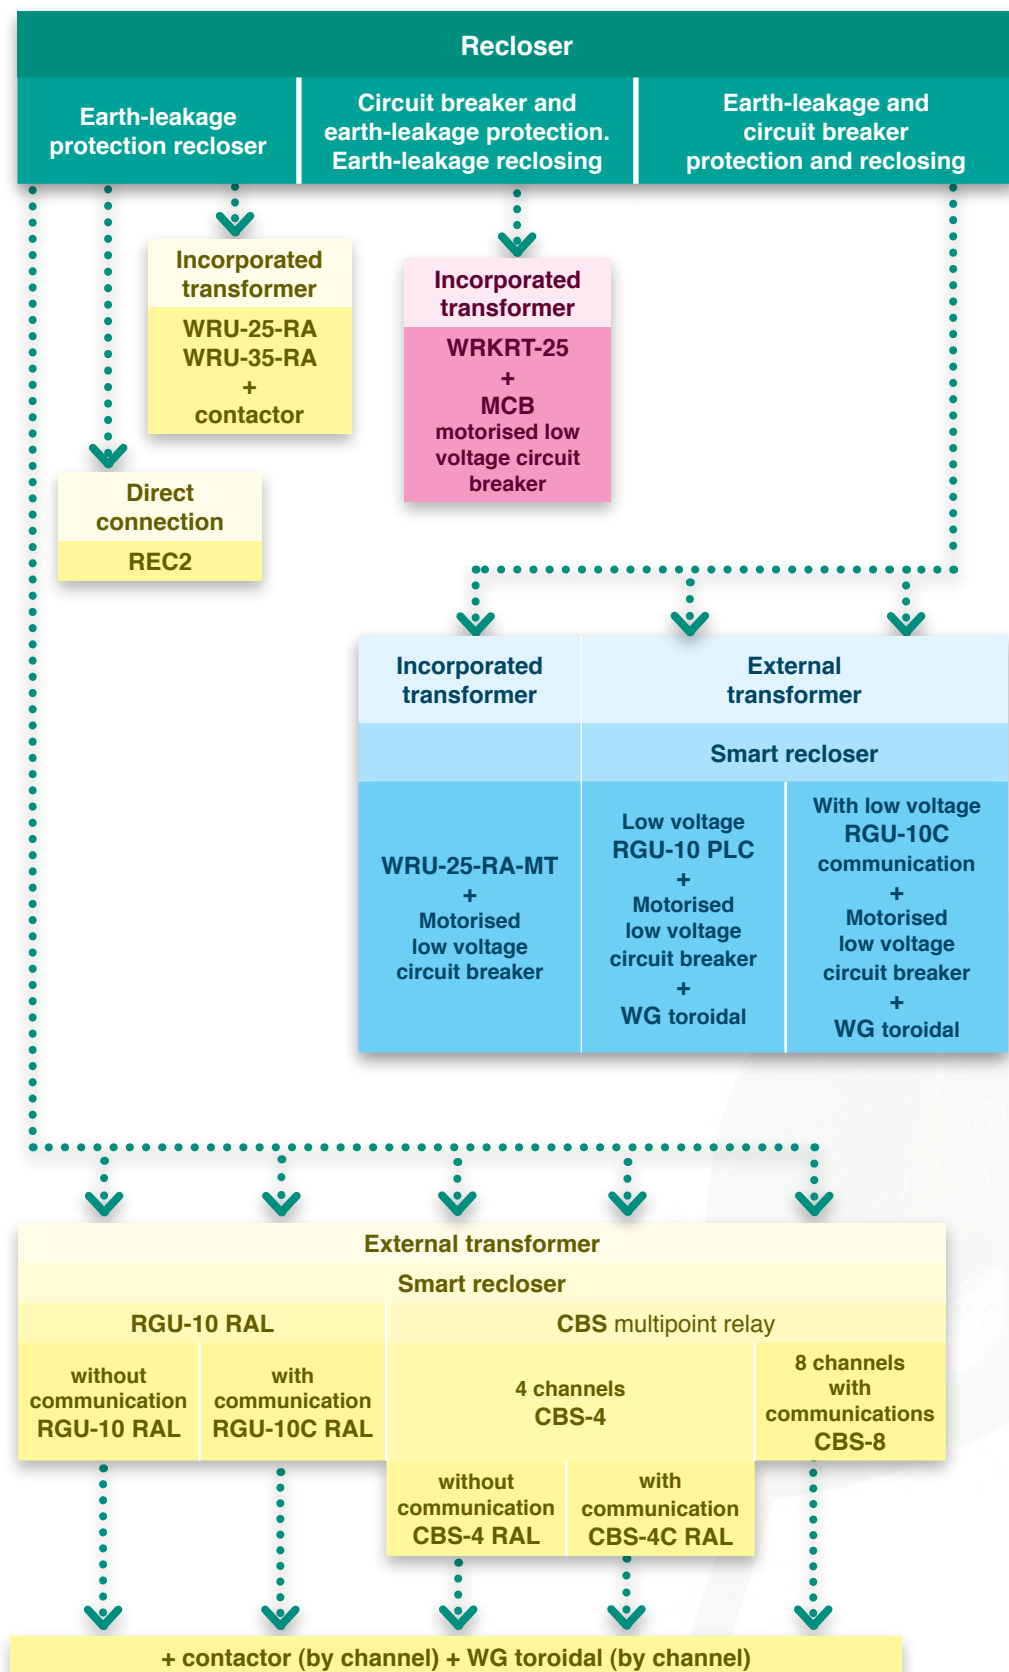 Recloser
Earth-leakage
protection recloser
Circuit breaker and
earth-leakage protection.
Earth-leakage reclosing
Earth-leakage and
circuit breaker
protection and reclosing
Incorporated
transformer
WRU-25-RA
WRU-35-RA
+
contactor
Incorporated
transformer
WRKRT-25
+
MCB
motorised low
voltage circuit
breaker
Direct
connection
REC2
Incorporated
transformer
External
transformer
Smart recloser
WRU-25-RA-MT
+
Motorised
low voltage
circuit breaker
Low voltage
RGU-10 PLC
+
Motorised
low voltage
circuit breaker
+
WG toroidal
With low voltage
RGU-10C
communication
+
Motorised
low voltage
circuit breaker
+
WG toroidal
External transformer
Smart recloser
RGU-10 RAL
CBS multipoint relay
without
communication
RGU-10 RAL
with
communication
RGU-10C RAL
4 channels
CBS-4
8 channels
with
communications
CBS-8
without
communication
CBS-4 RAL
with
communication
CBS-4C RAL
+ contactor (by channel) + WG toroidal (by channel)